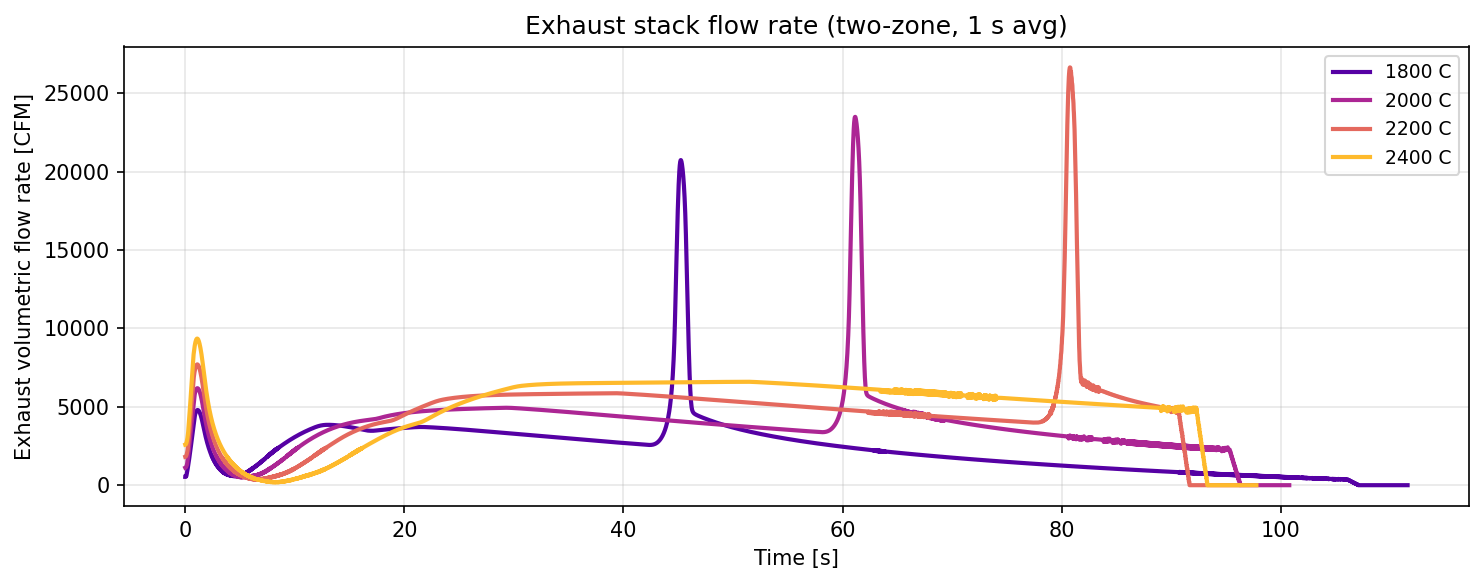 Exhaust stack flow rate (two-zone, 1 s avg)
Exhaust volumetric flow rate [CFM]
25000
20000
15000
10000
5000
0
0
20
40
60
80
100
Time [s]
1800 C
2000 C
2200 C
2400 C